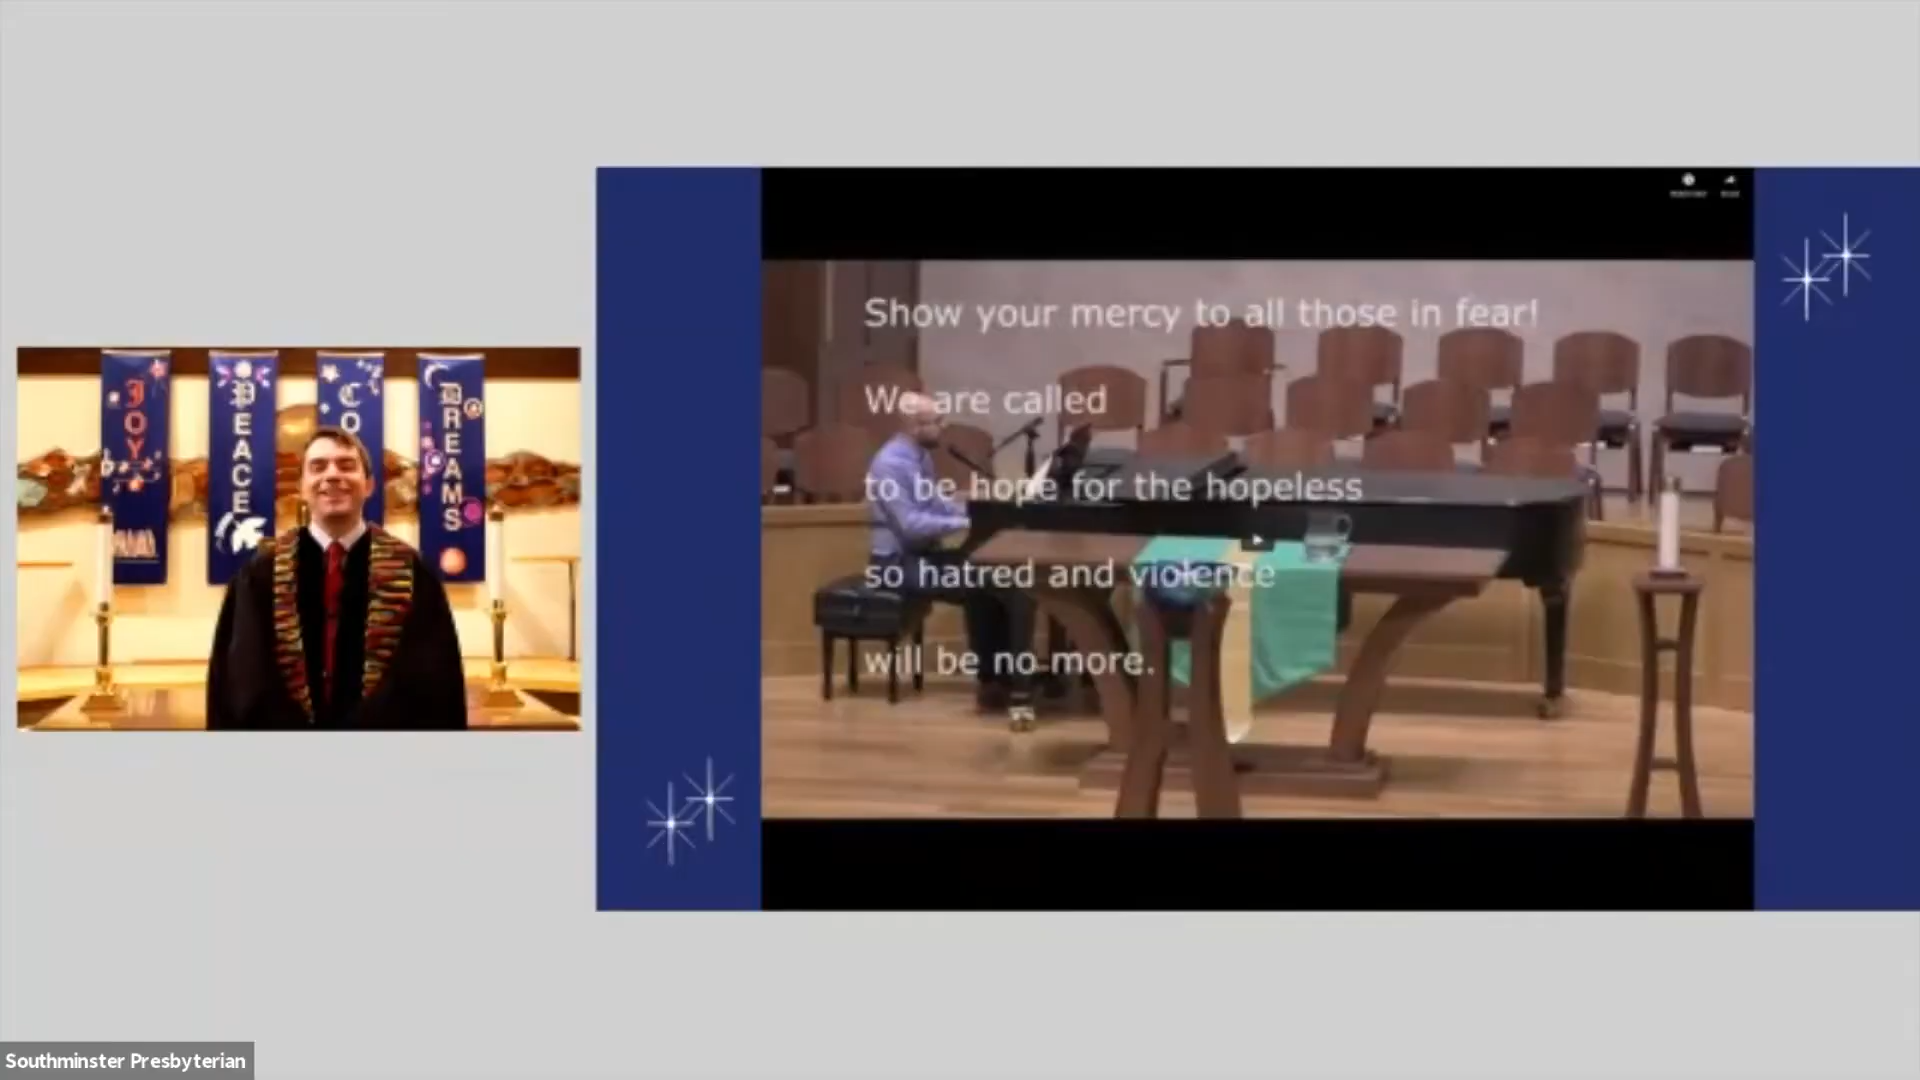 JOY
PEACE
CO
DREAMS
Show your mercy to all those in fear!
We are called
to be hope for the hopeless
so hatred and violence
will be no more.
Southminster Presbyterian